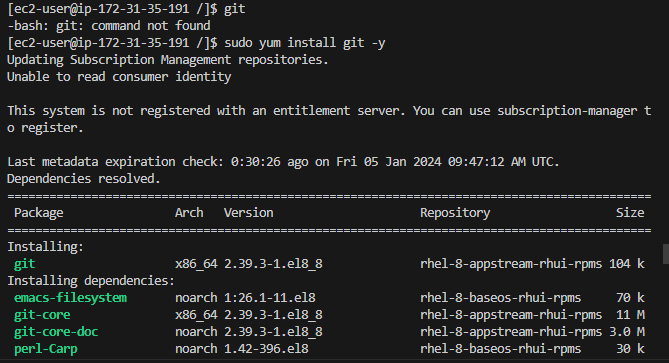 [ec2-user@ip-172-31-35-191 /]$ git
-bash: git: command not found
[ec2-user@ip-172-31-35-191 /]$ sudo yum install git -y
Updating Subscription Management repositories.
Unable to read consumer identity
This system is not registered with an entitlement server. You can use subscription-manager t
o register.
Last metadata expiration check: 0:30:26 ago on Fri 05 Jan 2024 09:47:12 AM UTC.
Dependencies resolved.
============================================================================================
Package Arch Version Repository Size
============================================================================================
Installing:
git x86_64 2.39.3-1.el8_8 rhel-8-appstream-rhui-rpms 104 k
Installing dependencies:
emacs-filesystem noarch 1:26.1-11.el8 rhel-8-baseos-rhui-rpms 70 k
git-core x86_64 2.39.3-1.el8_8 rhel-8-appstream-rhui-rpms 11 M
git-core-doc noarch 2.39.3-1.el8_8 rhel-8-appstream-rhui-rpms 3.0 M
perl-Carp noarch 1.42-396.el8 rhel-8-baseos-rhui-rpms 30 k